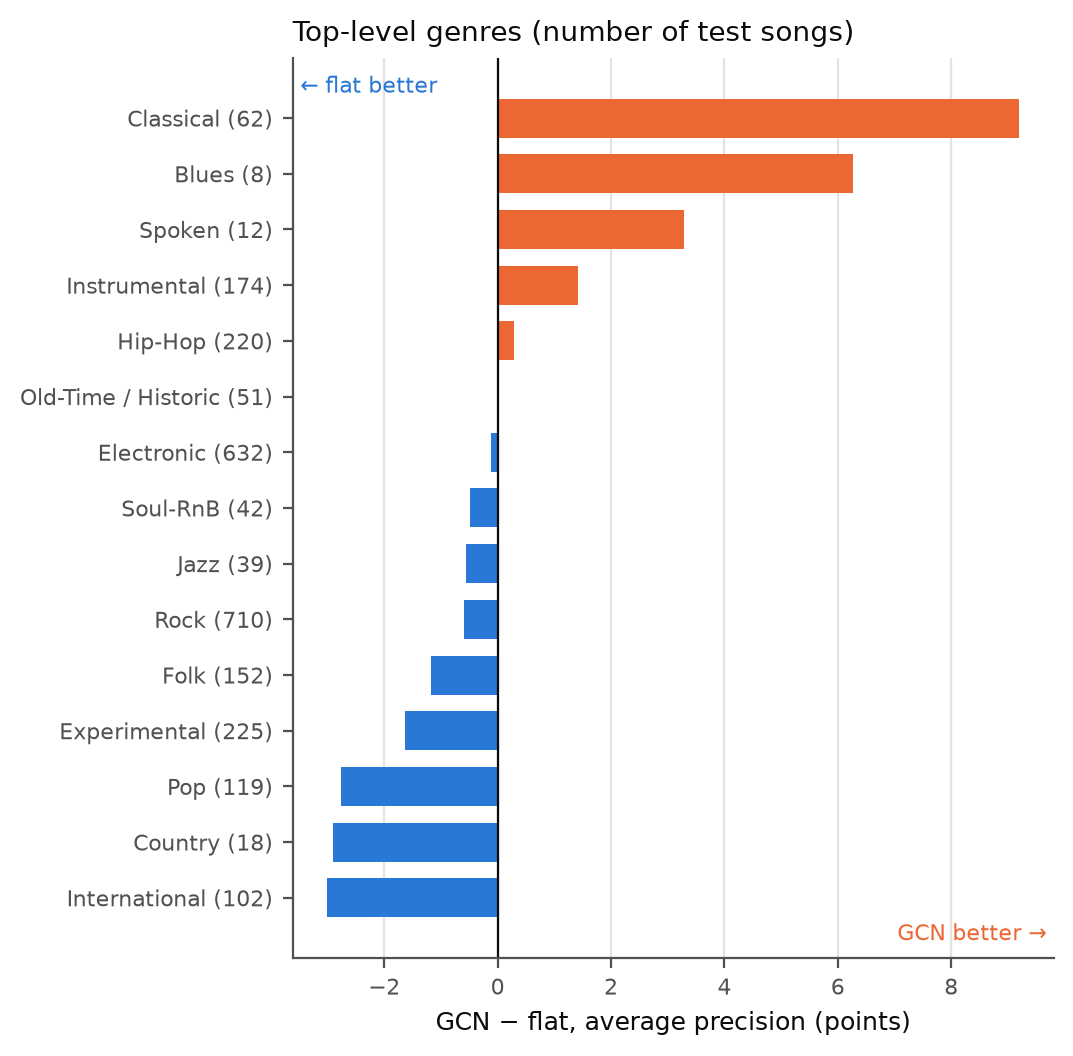 Top-level genres (number of test songs)
← flat better
Classical (62)
Blues (8)
Spoken (12)
Instrumental (174)
Hip-Hop (220)
Old-Time / Historic (51)
Electronic (632)
Soul-RnB (42)
Jazz (39)
Rock (710)
Folk (152)
Experimental (225)
Pop (119)
Country (18)
International (102)
GCN better →
−2 0 2 4 6 8
GCN − flat, average precision (points)